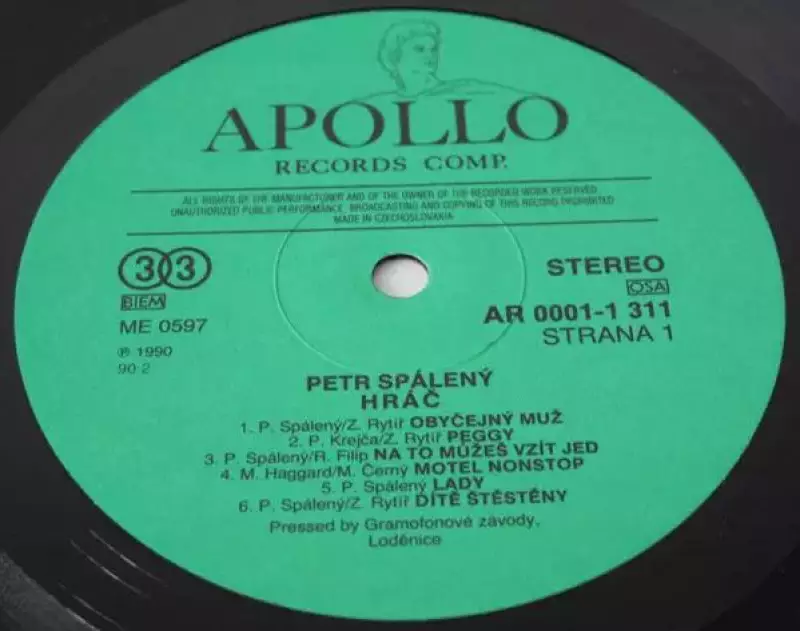 APOLLO
RECORDS COMP.
ALL RIGHTS OF THE MANUFACTURER AND OF THE OWNER OF THE RECORDED WORK RESERVED
UNAUTHORIZED PUBLIC PERFORMANCE, BROADCASTING AND COPYING OF THIS RECORD PROHIBITED
MADE IN CZECHOSLOVAKIA
33
STEREO
BIEM
OSA
ME 0597
AR 0001-1 311
STRANA 1
℗ 1990
90 2
PETR SPÁLENÝ
HRÁČ
1. P. Spálený/Z. Rytíř OBYČEJNÝ MUŽ
2. P. Krejča/Z. Rytíř PEGGY
3. P. Spálený/R. Filip NA TO MŮŽEŠ VZÍT JED
4. M. Haggard/M. Černý MOTEL NONSTOP
5. P. Spálený LADY
6. P. Spálený/Z. Rytíř DÍTĚ ŠTĚSTĚNY
Pressed by Gramofonové závody,
Loděnice